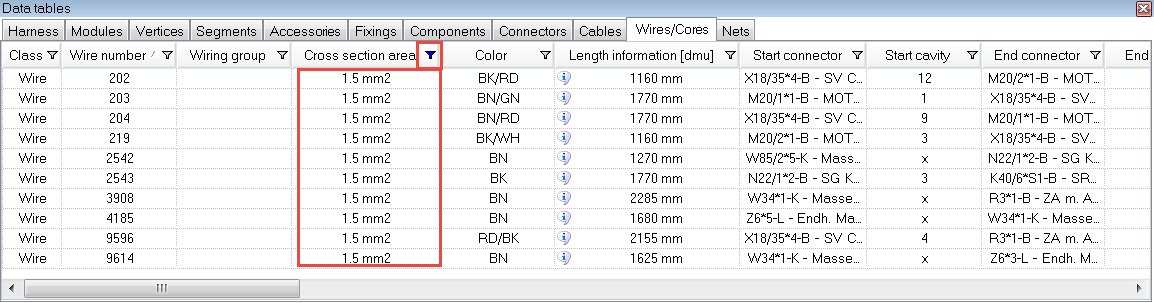 Data tables
Harness Modules Vertices Segments Accessories Fixings Components Connectors Cables Wires/Cores Nets
Class Wire number Wiring group Cross section area Color Length information [dmu] Start connector Start cavity End connector End
Wire 202 1.5 mm2 BK/RD 1160 mm X18/35*4-B - SV C... 12 M20/2*1-B - MOT...
Wire 203 1.5 mm2 BN/GN 1770 mm M20/1*1-B - MOT... 1 X18/35*4-B - SV...
Wire 204 1.5 mm2 BN/RD 1770 mm X18/35*4-B - SV C... 9 M20/1*1-B - MOT...
Wire 219 1.5 mm2 BK/WH 1160 mm M20/2*1-B - MOT... 3 X18/35*4-B - SV...
Wire 2542 1.5 mm2 BN 1270 mm W85/2*5-K - Mass... x N22/1*2-B - SG K...
Wire 2543 1.5 mm2 BK 1770 mm N22/1*2-B - SG K... 3 K40/6*S1-B - SR...
Wire 3908 1.5 mm2 BN 2285 mm W34*1-K - Masse... x R3*1-B - ZA m. A...
Wire 4185 1.5 mm2 BN 1680 mm Z6*5-L - Endh. Ma... x W34*1-K - Masse...
Wire 9596 1.5 mm2 RD/BK 2155 mm X18/35*4-B - SV C... 4 R3*1-B - ZA m. A...
Wire 9614 1.5 mm2 BN 1625 mm W34*1-K - Masse... x Z6*3-L - Endh. Ma...